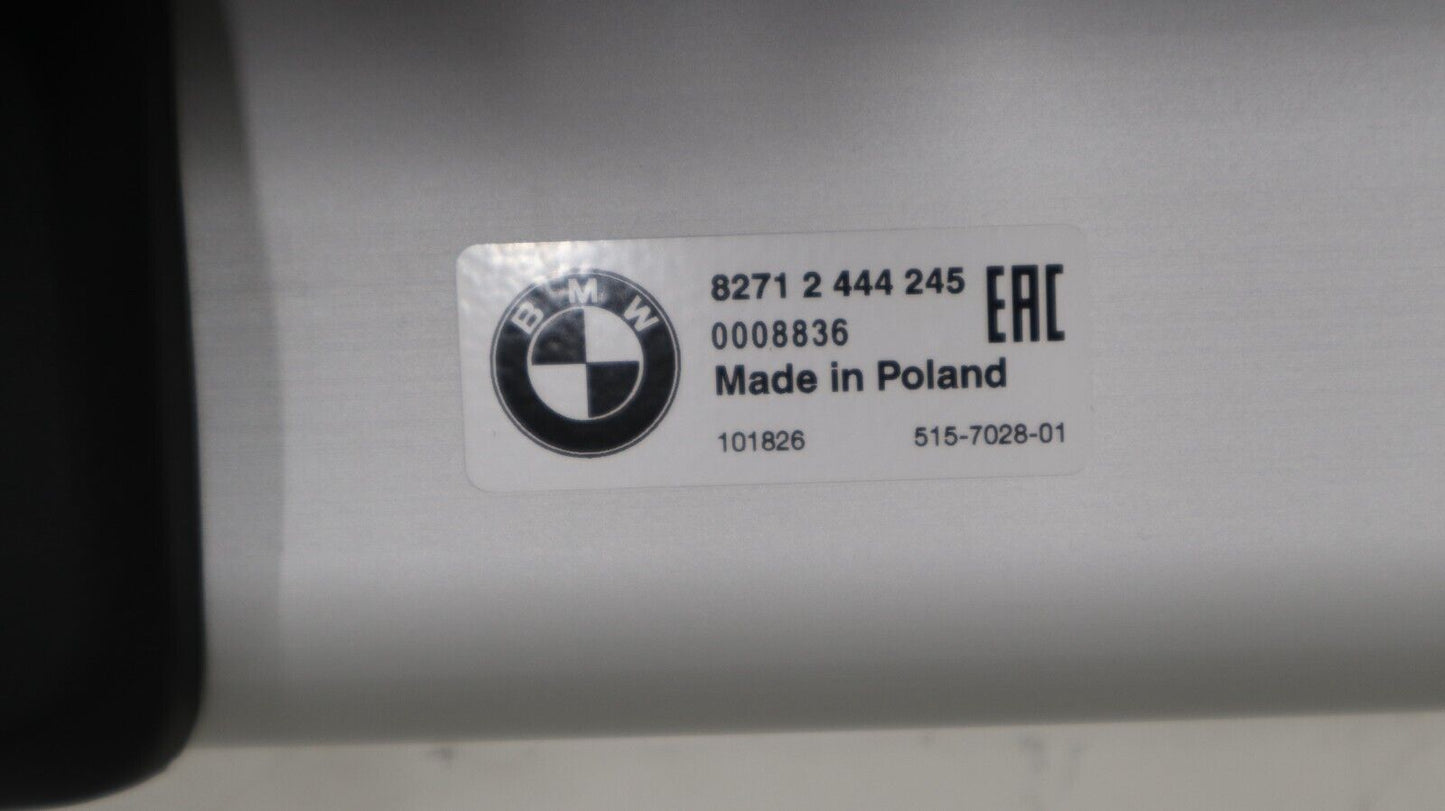 BMW
8271 2 444 245
EAC
0008836
Made in Poland
101826 515-7028-01